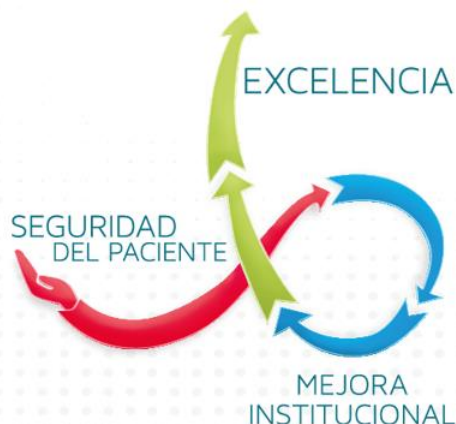 EXCELENCIA
SEGURIDAD
DEL PACIENTE
MEJORA
INSTITUCIONAL